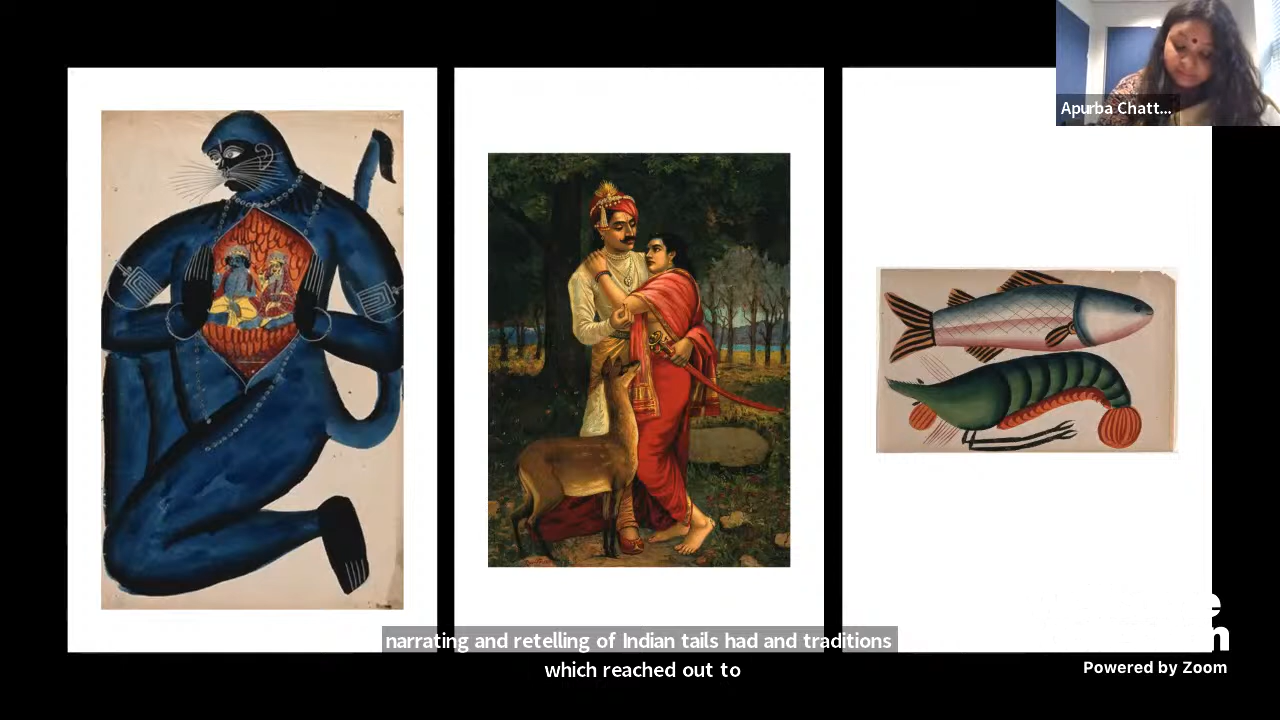 Apurba Chatt...
narrating and retelling of Indian tails had and traditions
which reached out to
Powered by Zoom